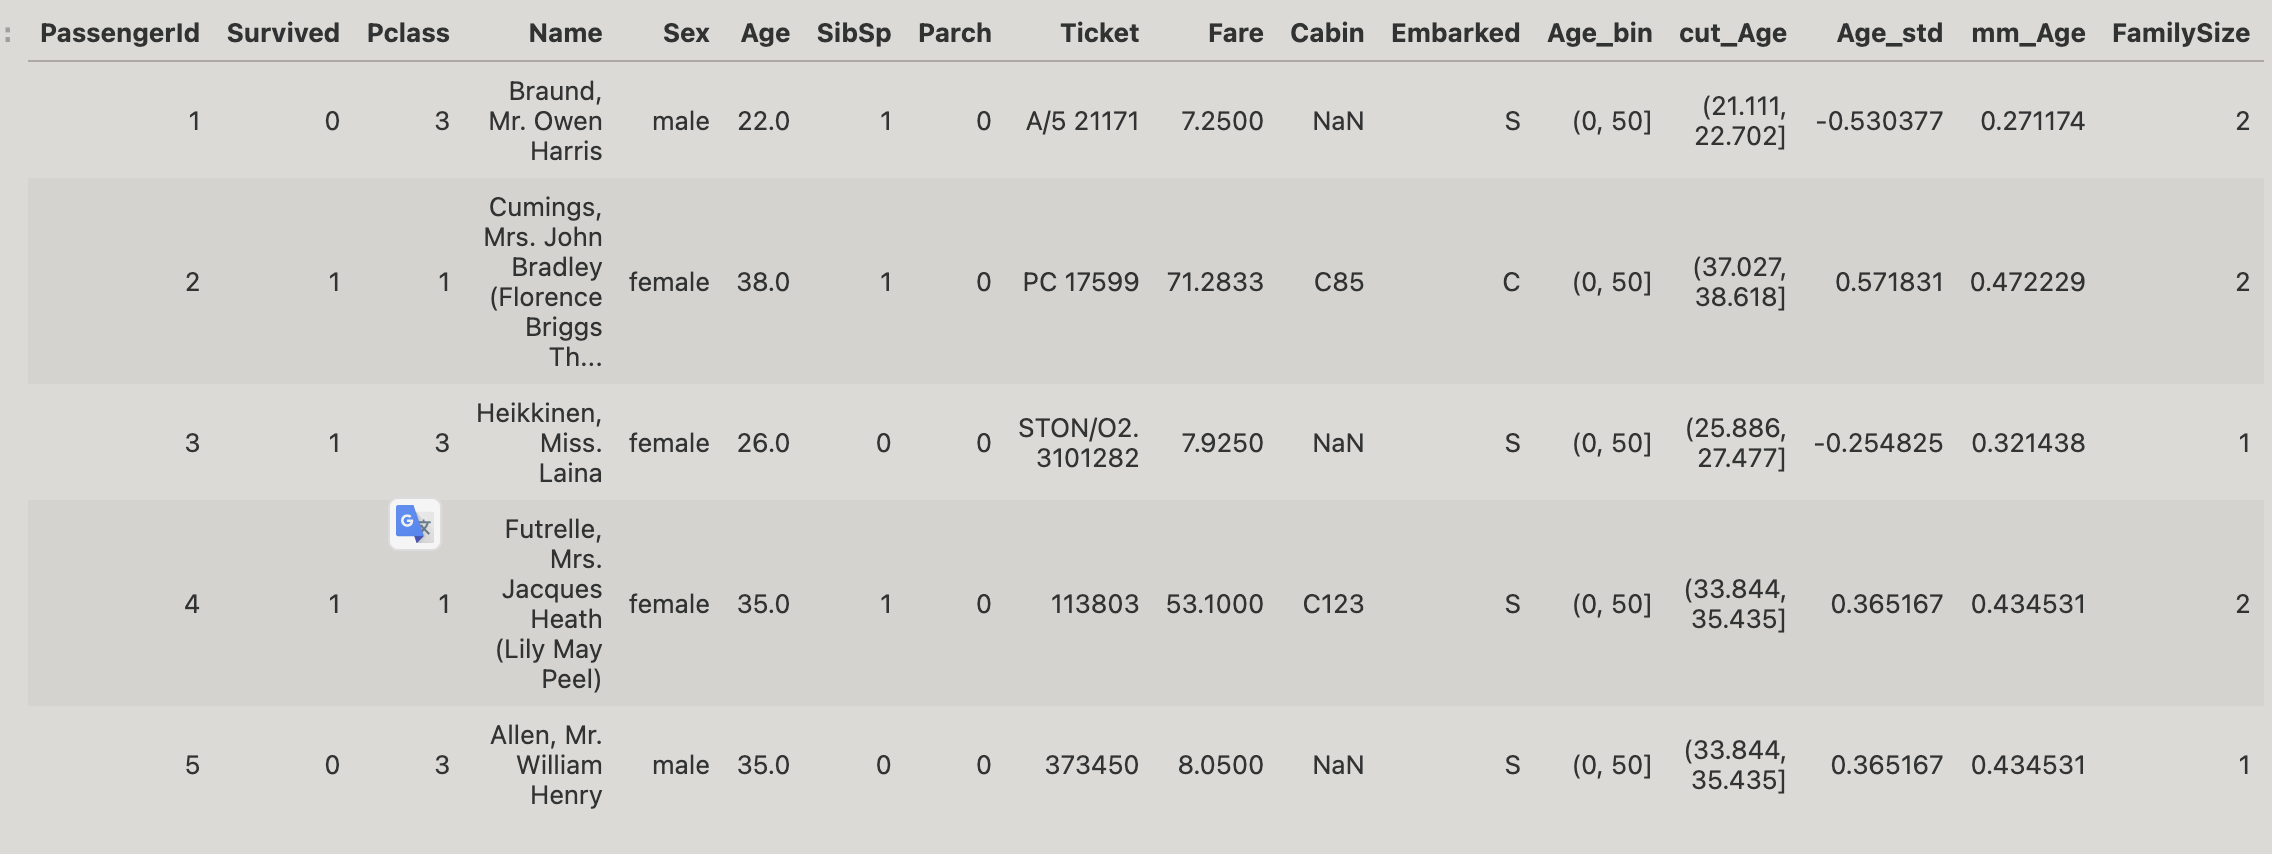 : PassengerId Survived Pclass Name Sex Age SibSp Parch Ticket Fare Cabin Embarked Age_bin cut_Age Age_std mm_Age FamilySize
Braund,
1 0 3 Mr. Owen male 22.0 1 0 A/5 21171 7.2500 NaN S (0, 50] (21.111, 22.702] -0.530377 0.271174 2
Harris
Cumings,
Mrs. John
Bradley
2 1 1 (Florence female 38.0 1 0 PC 17599 71.2833 C85 C (0, 50] (37.027, 38.618] 0.571831 0.472229 2
Briggs
Th...
Heikkinen,
3 1 3 Miss. female 26.0 0 0 STON/O2. 3101282 7.9250 NaN S (0, 50] (25.886, 27.477] -0.254825 0.321438 1
Laina
G 文
Futrelle,
Mrs.
Jacques
4 1 1 Heath female 35.0 1 0 113803 53.1000 C123 S (0, 50] (33.844, 35.435] 0.365167 0.434531 2
(Lily May
Peel)
Allen, Mr.
5 0 3 William male 35.0 0 0 373450 8.0500 NaN S (0, 50] (33.844, 35.435] 0.365167 0.434531 1
Henry